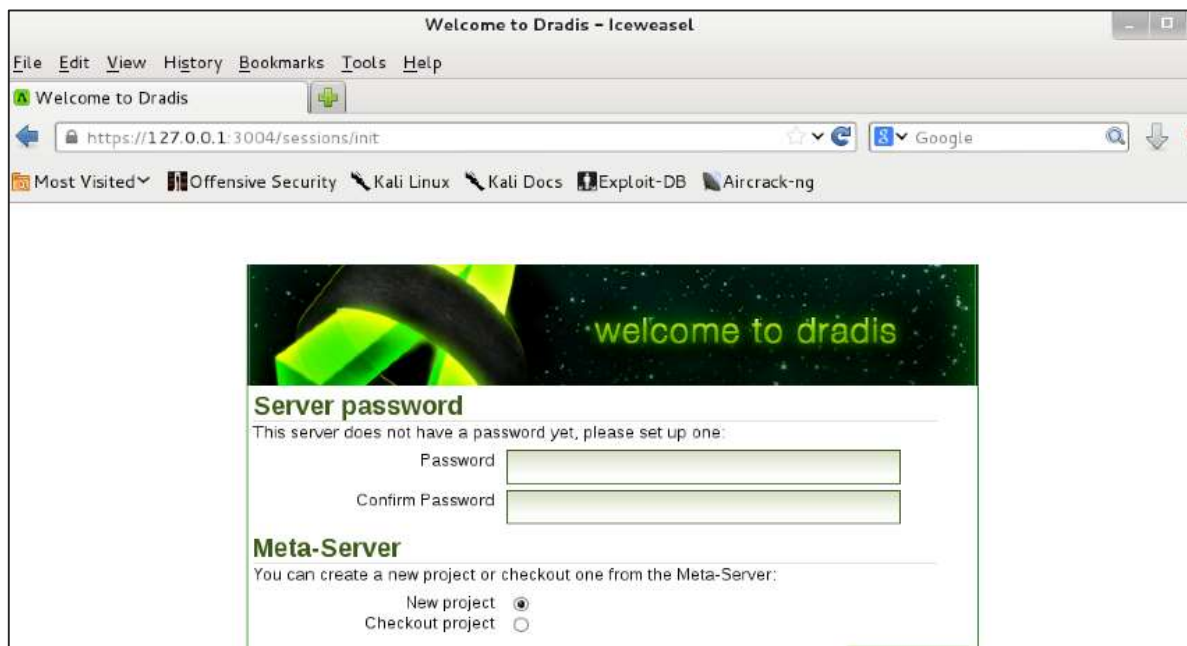 Welcome to Dradis - Iceweasel
File Edit View History Bookmarks Tools Help
Welcome to Dradis
https://127.0.0.1:3004/sessions/init
Google
Most Visited Offensive Security Kali Linux Kali Docs Exploit-DB Aircrack-ng
welcome to dradis
Server password
This server does not have a password yet, please set up one:
Password
Confirm Password
Meta-Server
You can create a new project or checkout one from the Meta-Server:
New project
Checkout project